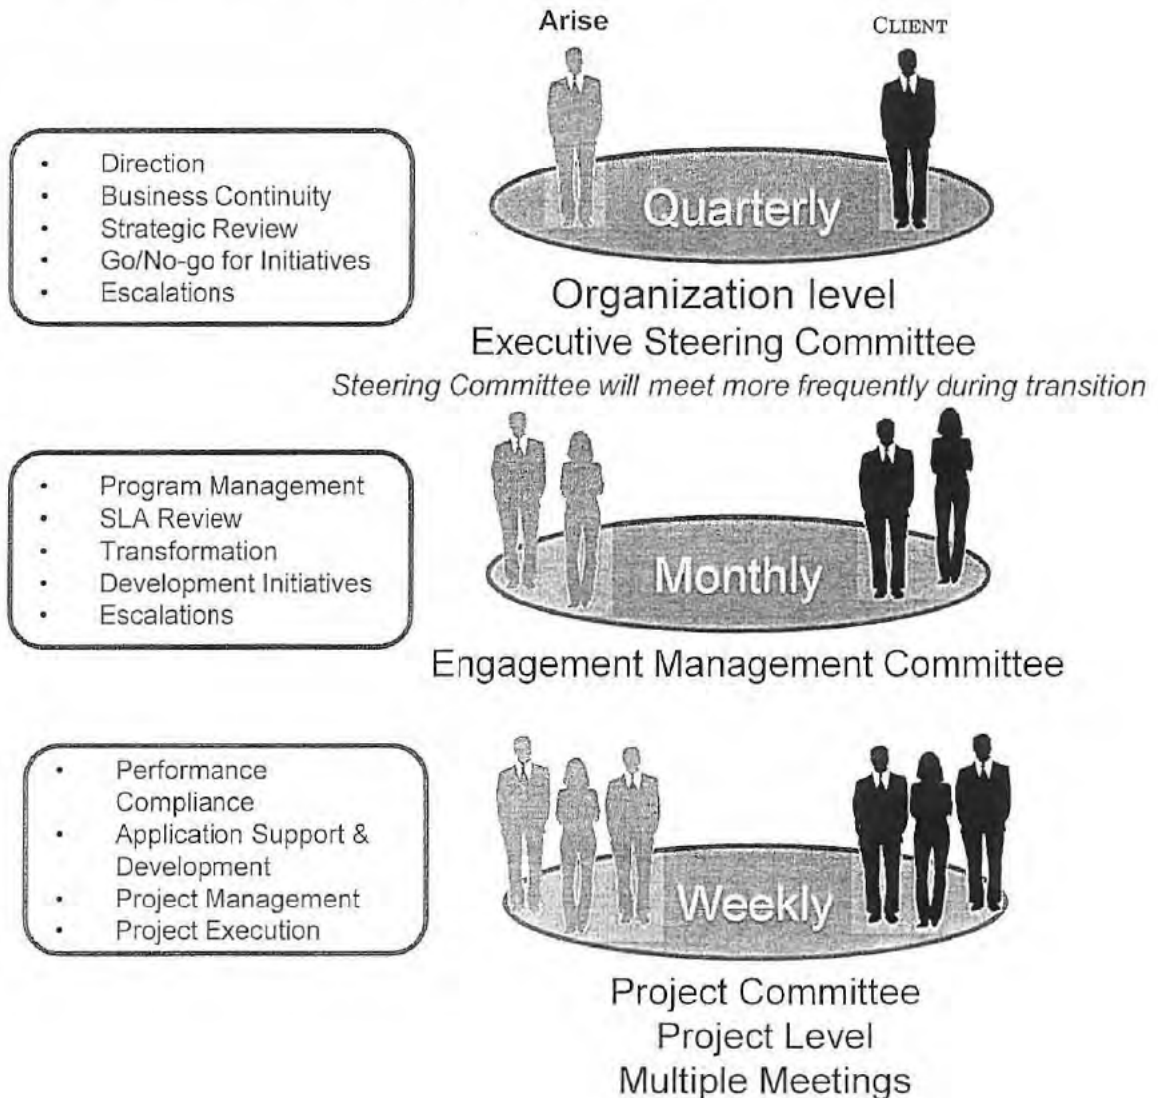 Arise
CLIENT
• Direction
• Business Continuity
• Strategic Review
• Go/No-go for Initiatives
• Escalations
Quarterly
Organization level
Executive Steering Committee
Steering Committee will meet more frequently during transition
• Program Management
• SLA Review
• Transformation
• Development Initiatives
• Escalations
Monthly
Engagement Management Committee
• Performance
Compliance
• Application Support &
Development
• Project Management
• Project Execution
Weekly
Project Committee
Project Level
Multiple Meetings